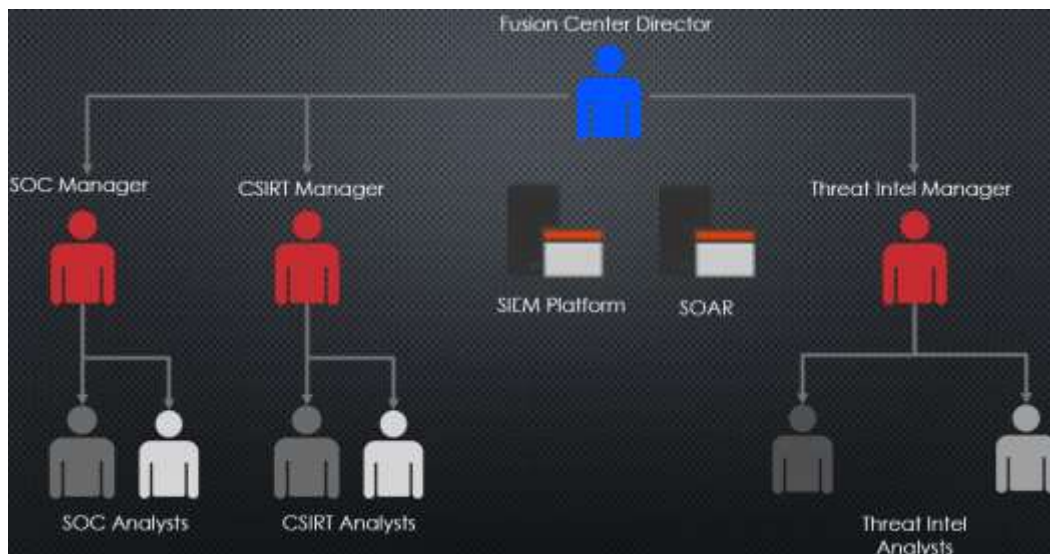 Fusion Center Director
SOC Manager
CSIRT Manager
Threat Intel Manager
SIEM Platform
SOAR
SOC Analysts
CSIRT Analysts
Threat Intel
Analysts